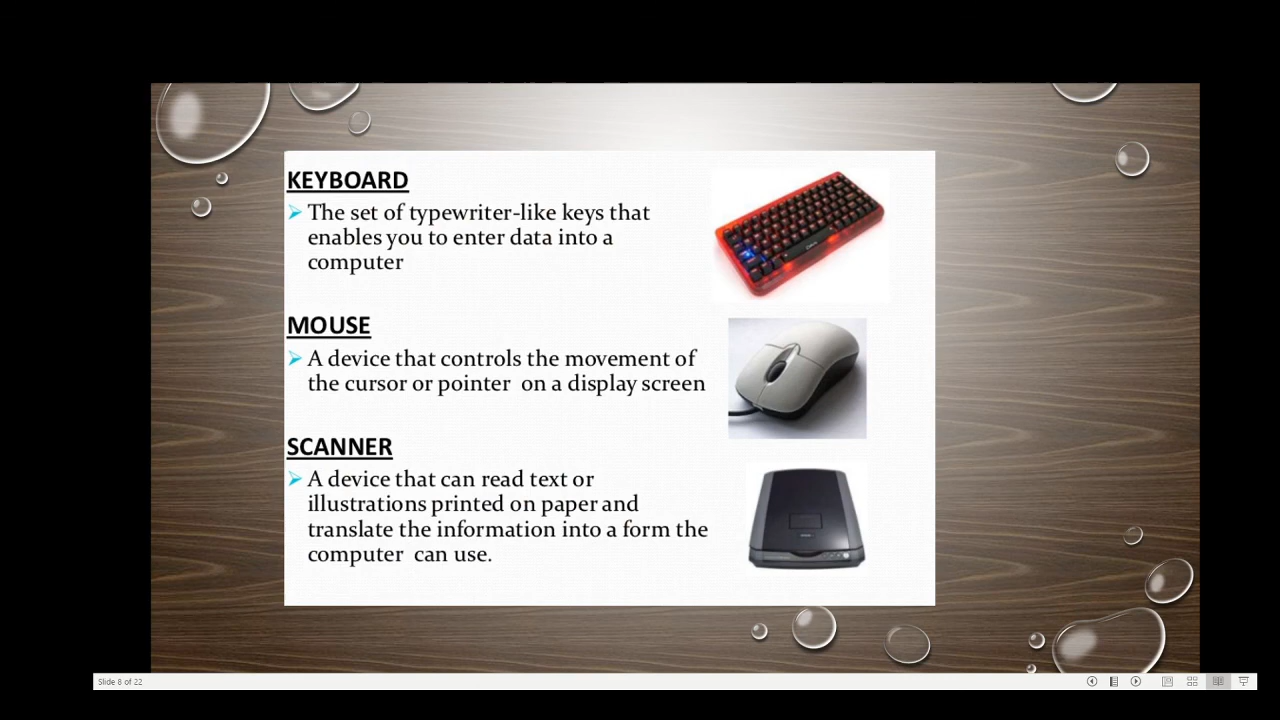 KEYBOARD
The set of typewriter-like keys that
enables you to enter data into a
computer
MOUSE
A device that controls the movement of
the cursor or pointer on a display screen
SCANNER
A device that can read text or
illustrations printed on paper and
translate the information into a form the
computer can use.
Slide 8 of 22